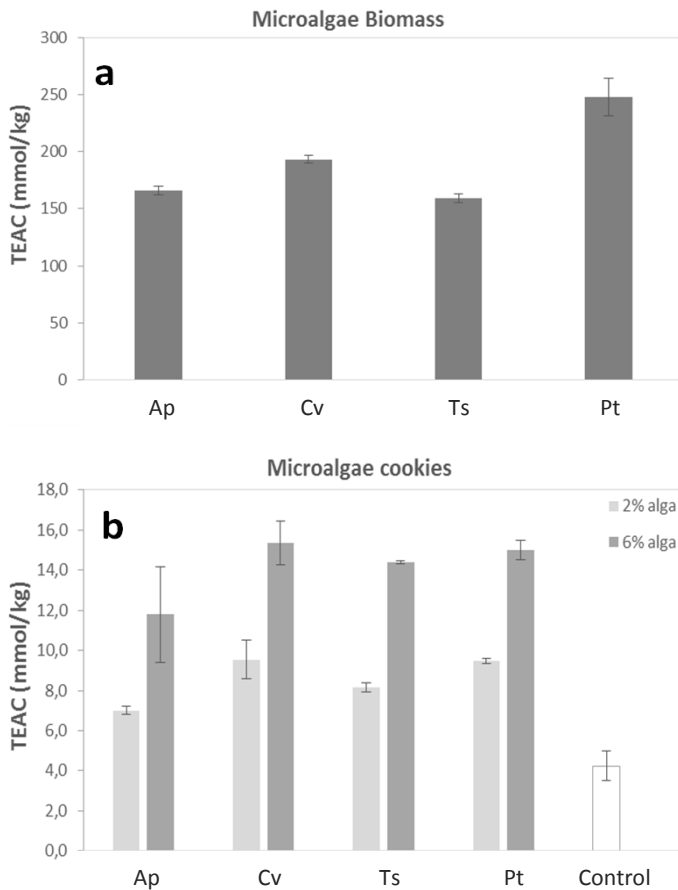 Microalgae Biomass
a
TEAC (mmol/kg)
300
250
200
150
100
50
0
Ap Cv Ts Pt
Microalgae cookies
b
TEAC (mmol/kg)
18,0
16,0
14,0
12,0
10,0
8,0
6,0
4,0
2,0
0,0
2% alga
6% alga
Ap Cv Ts Pt Control